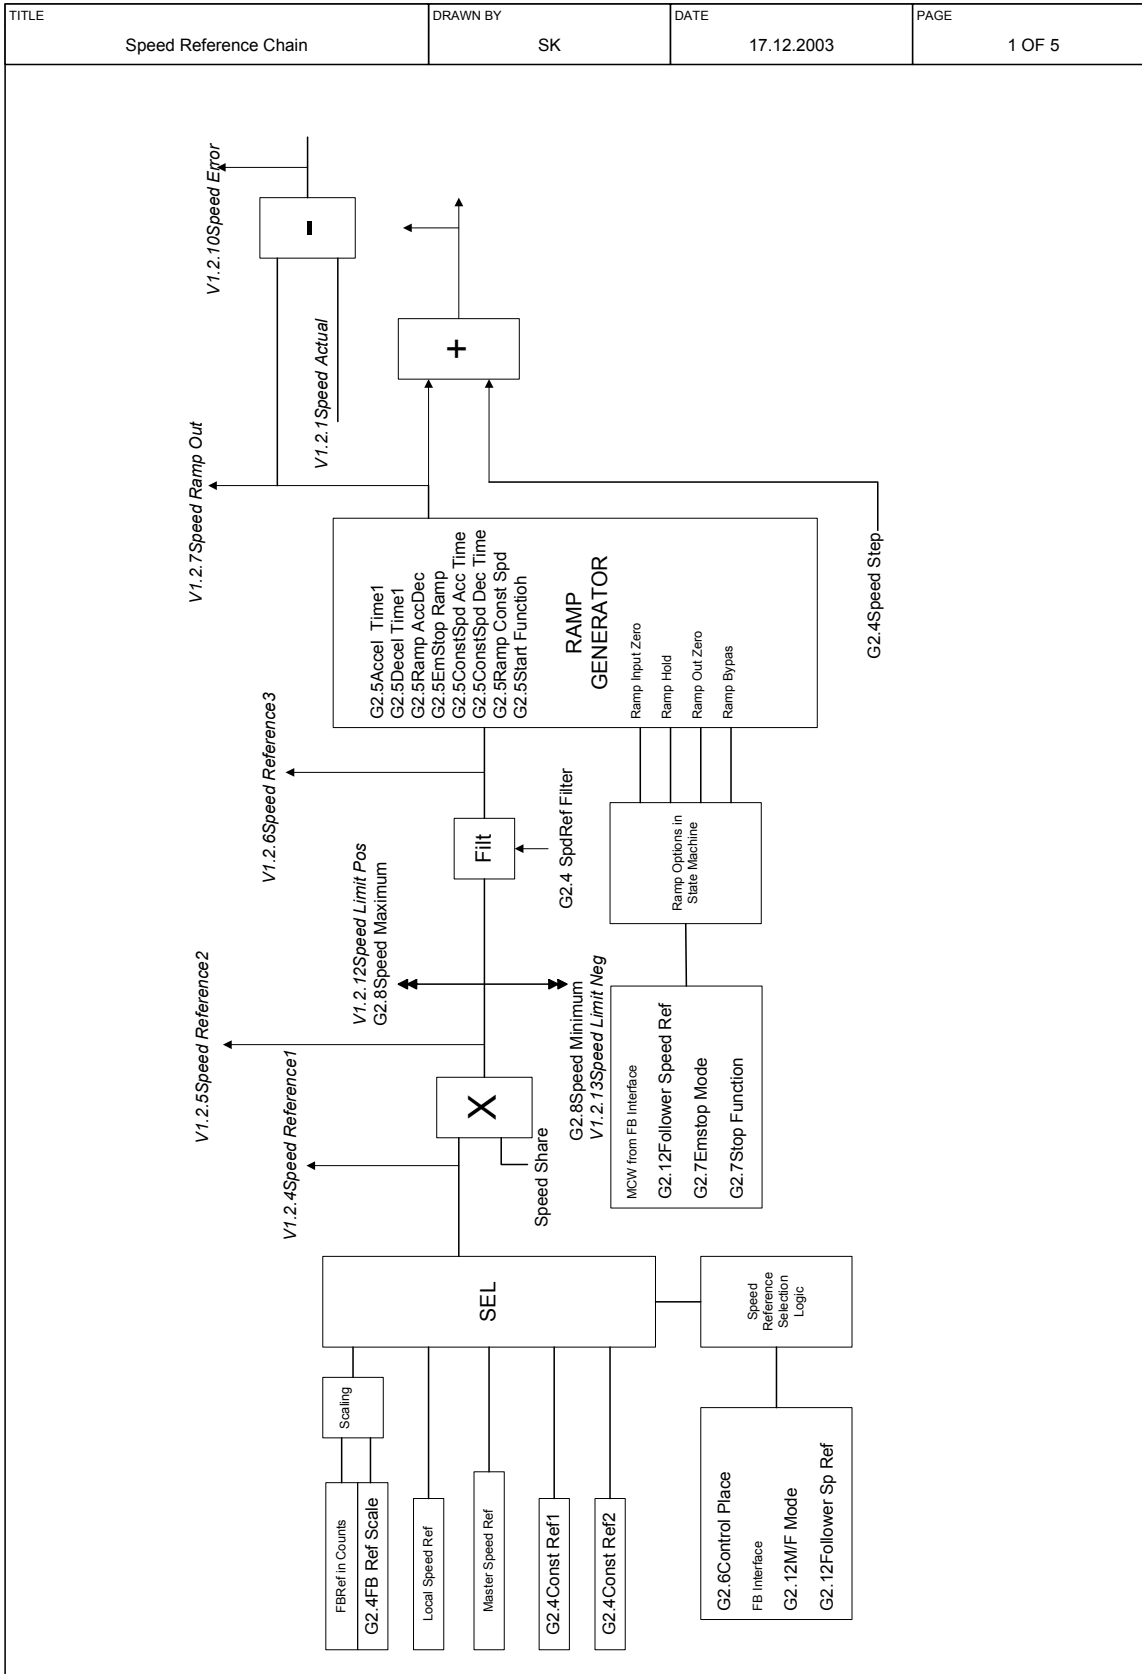 TITLE
Speed Reference Chain
DRAWN BY
SK
DATE
17.12.2003
PAGE
1 OF 5
FBRef in Counts
G2.4FB Ref Scale
Local Speed Ref
Master Speed Ref
G2.4Const Ref1
G2.4Const Ref2
Scaling
SEL
G2.6Control Place
FB Interface
G2.12M/F Mode
G2.12Follower Sp Ref
Speed
Reference
Selection
Logic
V1.2.4Speed Reference1
V1.2.5Speed Reference2
X
Speed Share
V1.2.12Speed Limit Pos
G2.8Speed Maximum
G2.8Speed Minimum
V1.2.13Speed Limit Neg
MCW from FB Interface
G2.12Follower Speed Ref
G2.7Emstop Mode
G2.7Stop Function
V1.2.6Speed Reference3
Filt
G2.4 SpdRef Filter
Ramp Options in
State Machine
G2.5Accel Time1
G2.5Decel Time1
G2.5Ramp AccDec
G2.5EmStop Ramp
G2.5ConstSpd Acc Time
G2.5ConstSpd Dec Time
G2.5Ramp Const Spd
G2.5Start Functioh
RAMP
GENERATOR
Ramp Input Zero
Ramp Hold
Ramp Out Zero
Ramp Bypas
V1.2.7Speed Ramp Out
V1.2.1Speed Actual
V1.2.10Speed Error
-
+
G2.4Speed Step